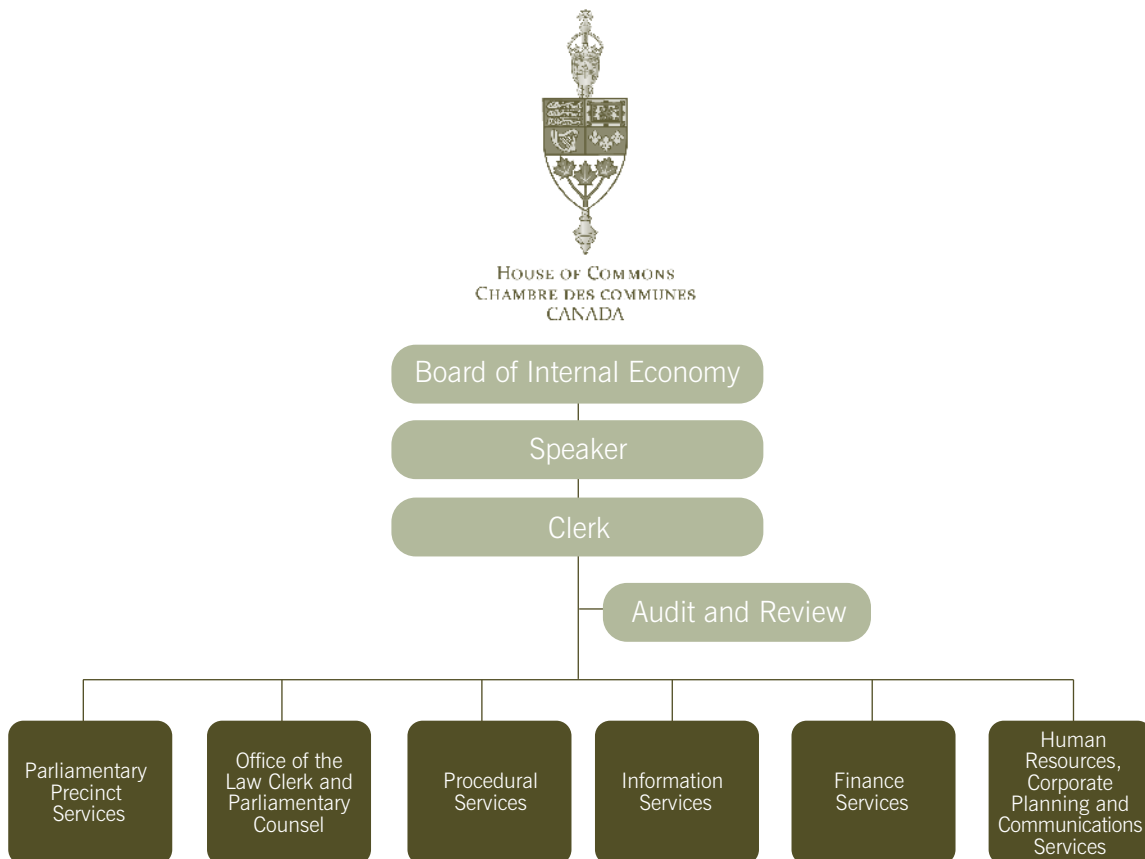 HOUSE OF COMMONS
CHAMBRE DES COMMUNES
CANADA
Board of Internal Economy
Speaker
Clerk
Audit and Review
Parliamentary
Precinct
Services
Office of the
Law Clerk and
Parliamentary
Counsel
Procedural
Services
Information
Services
Finance
Services
Human
Resources,
Corporate
Planning and
Communications
Services